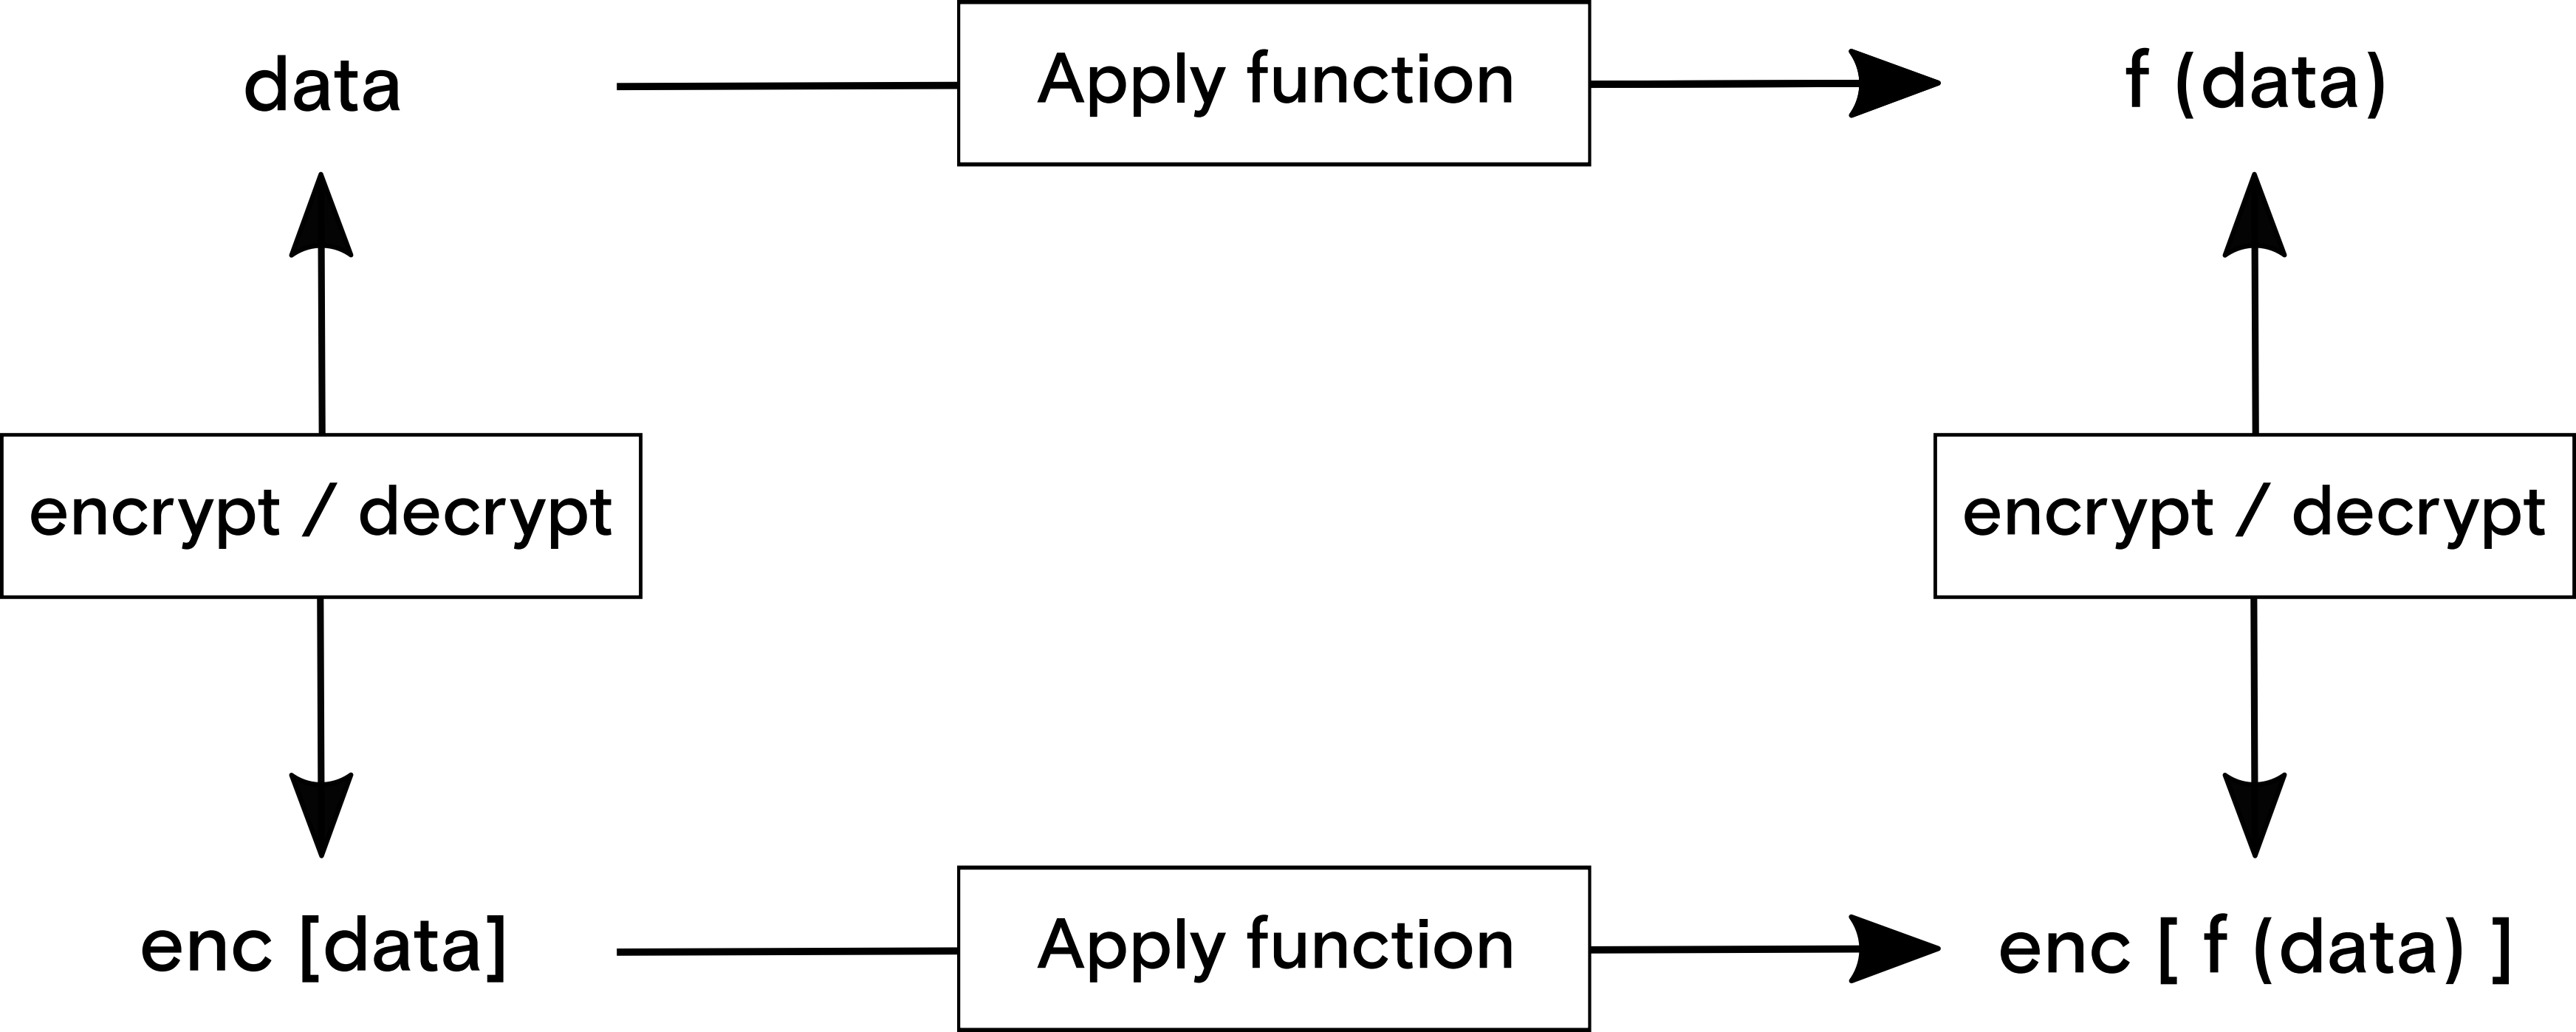 data
Apply function
f (data)
encrypt / decrypt
encrypt / decrypt
enc [data]
Apply function
enc [ f (data) ]